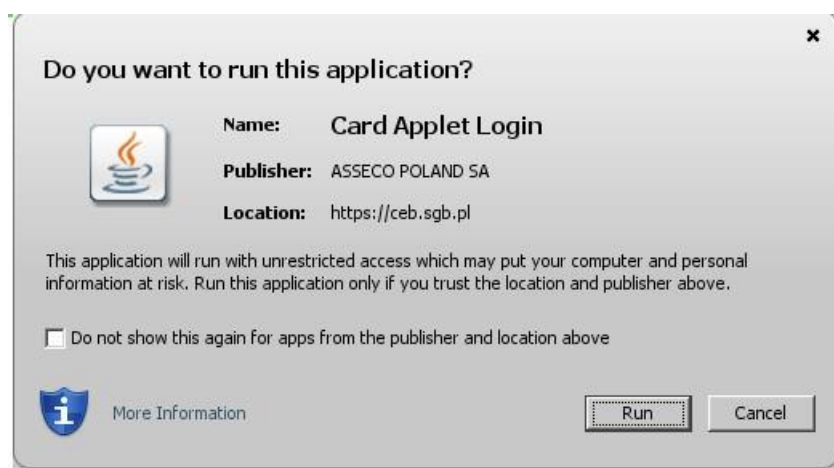 Do you want to run this application?
Name: Card Applet Login
Publisher: ASSECO POLAND SA
Location: https://ceb.sgb.pl
This application will run with unrestricted access which may put your computer and personal
information at risk. Run this application only if you trust the location and publisher above.
Do not show this again for apps from the publisher and location above
More Information Run Cancel